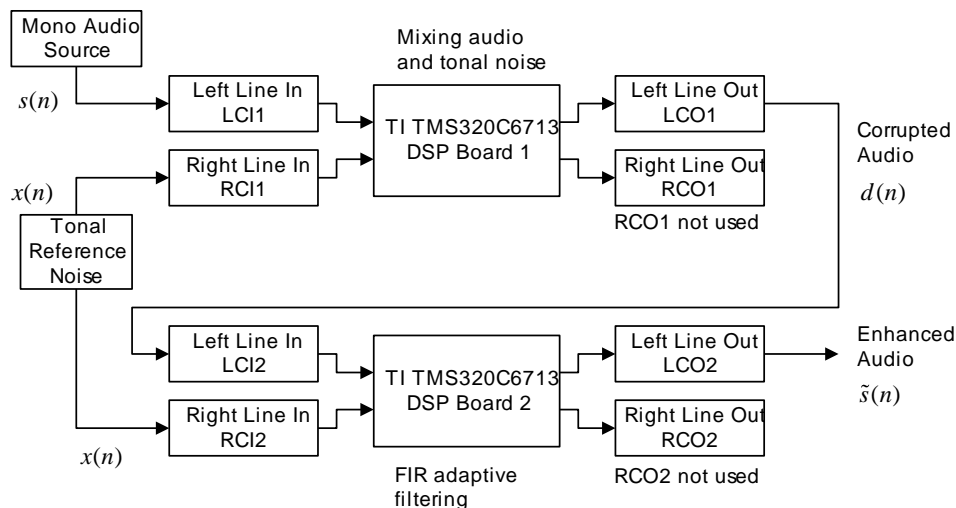 Mono Audio
Source
Mixing audio
and tonal noise
s(n)
Left Line In
LCI1
TI TMS320C6713
DSP Board 1
Left Line Out
LCO1
Corrupted
Audio
d(n)
x(n)
Right Line In
RCI1
Right Line Out
RCO1
RCO1 not used
Tonal
Reference
Noise
Left Line In
LCI2
TI TMS320C6713
DSP Board 2
Left Line Out
LCO2
Enhanced
Audio
s̃(n)
x(n)
Right Line In
RCI2
Right Line Out
RCO2
RCO2 not used
FIR adaptive
filtering